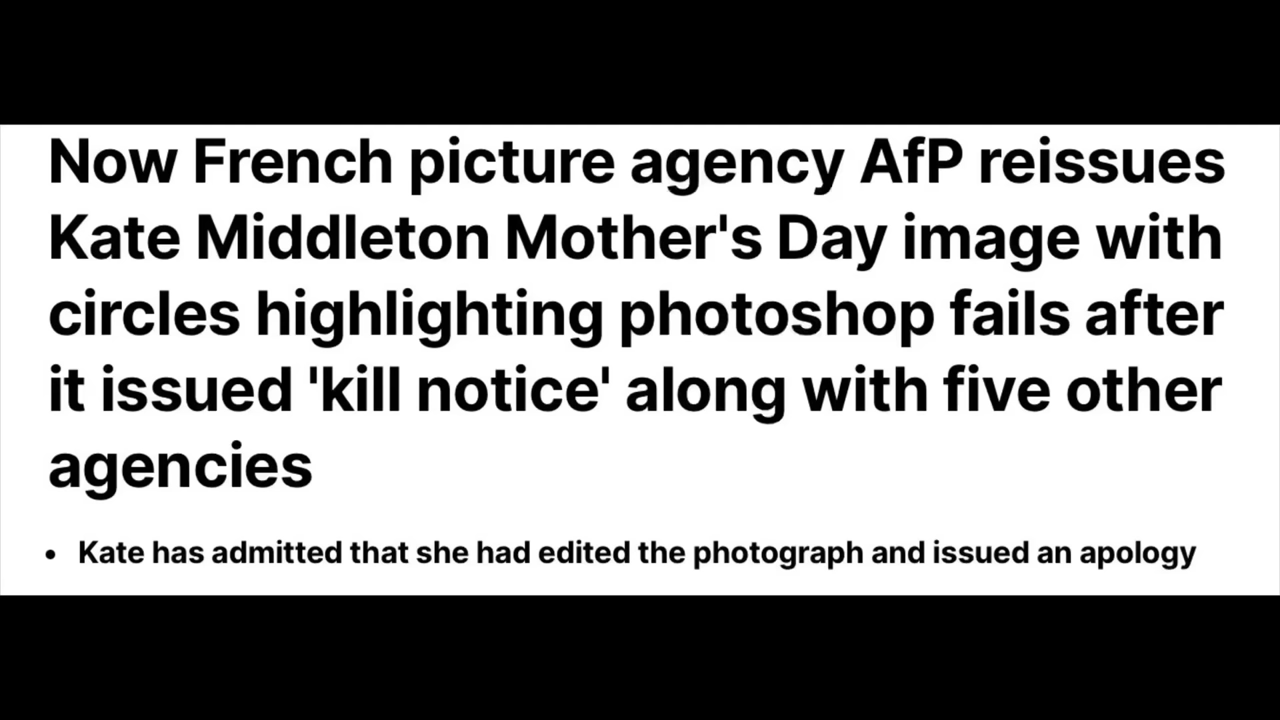 Now French picture agency AfP reissues
Kate Middleton Mother's Day image with
circles highlighting photoshop fails after
it issued 'kill notice' along with five other
agencies
• Kate has admitted that she had edited the photograph and issued an apology